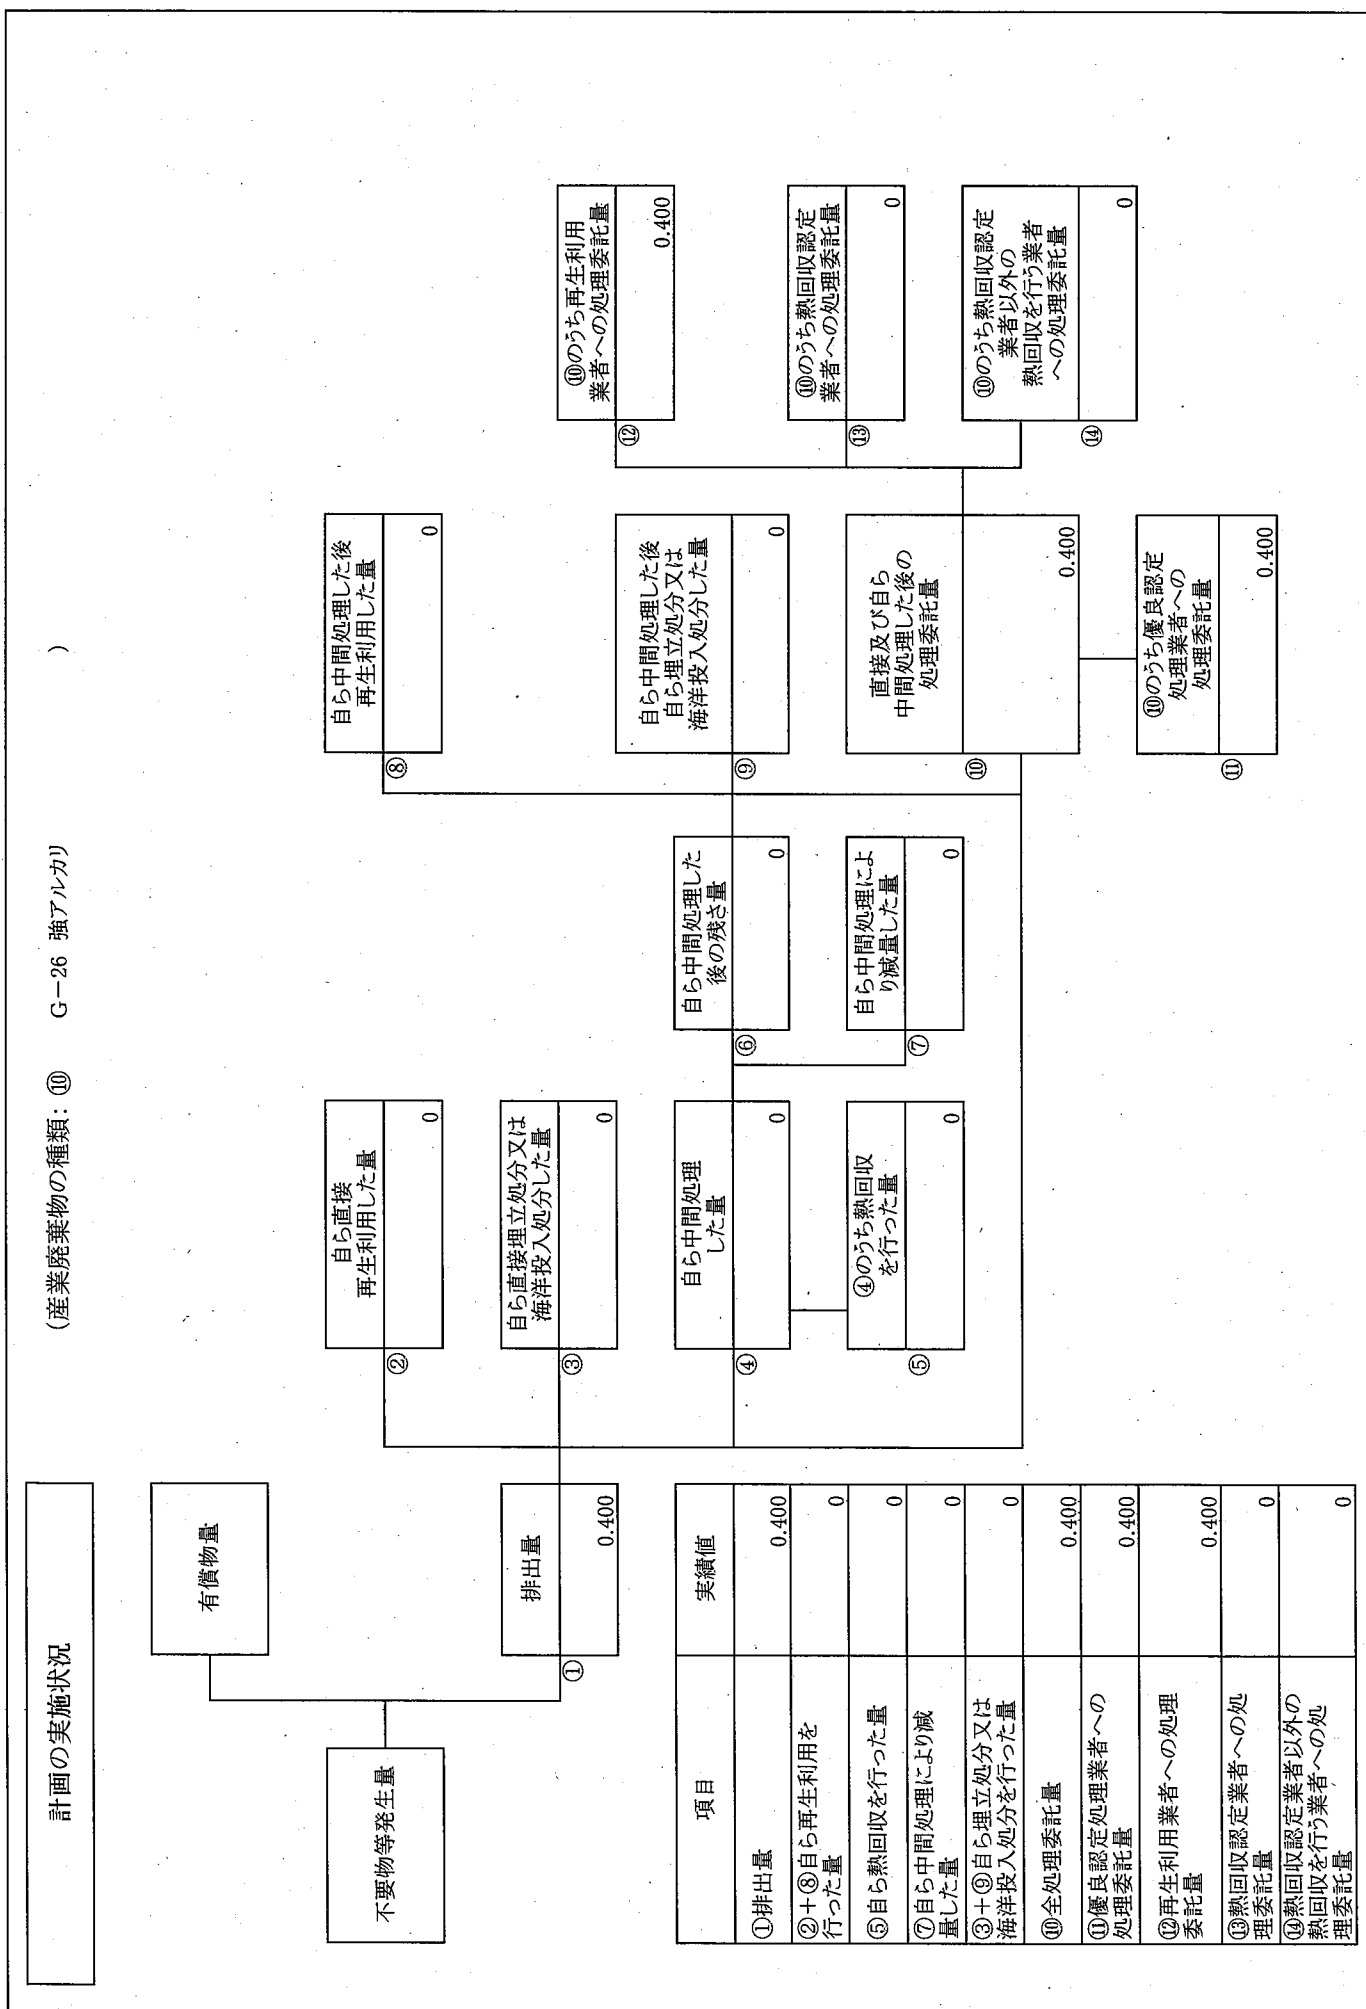 計画の実施状況
(産業廃棄物の種類: ⑩ G-26 強アルカリ )
不要物等発生量
有償物量
①
排出量
0.400
②
自ら直接
再生利用した量
0
③
自ら直接埋立処分又は
海洋投入処分した量
0
④
自ら中間処理
した量
0
⑤
④のうち熱回収
を行った量
0
⑥
自ら中間処理した
後の残さ量
0
⑦
自ら中間処理によ
り減量した量
0
⑧
自ら中間処理した後
再生利用した量
0
⑨
自ら中間処理した後
自ら埋立処分又は
海洋投入処分した量
0
⑩
直接及び自ら
中間処理した後の
処理委託量
0.400
⑪
⑩のうち優良認定
処理業者への
処理委託量
0.400
⑫
⑩のうち再生利用
業者への処理委託量
0.400
⑬
⑩のうち熱回収認定
業者への処理委託量
0
⑭
⑩のうち熱回収認定
業者以外の
熱回収を行う業者
への処理委託量
0
項目 実績値
①排出量 0.400
②+⑧自ら再生利用を
行った量 0
⑤自ら熱回収を行った量 0
⑦自ら中間処理により減
量した量 0
③+⑨自ら埋立処分又は
海洋投入処分を行った量 0
⑩全処理委託量 0.400
⑪優良認定処理業者への
処理委託量 0.400
⑫再生利用業者への処理
委託量 0.400
⑬熱回収認定業者への処
理委託量 0
⑭熱回収認定業者以外の
熱回収を行う業者への処
理委託量 0